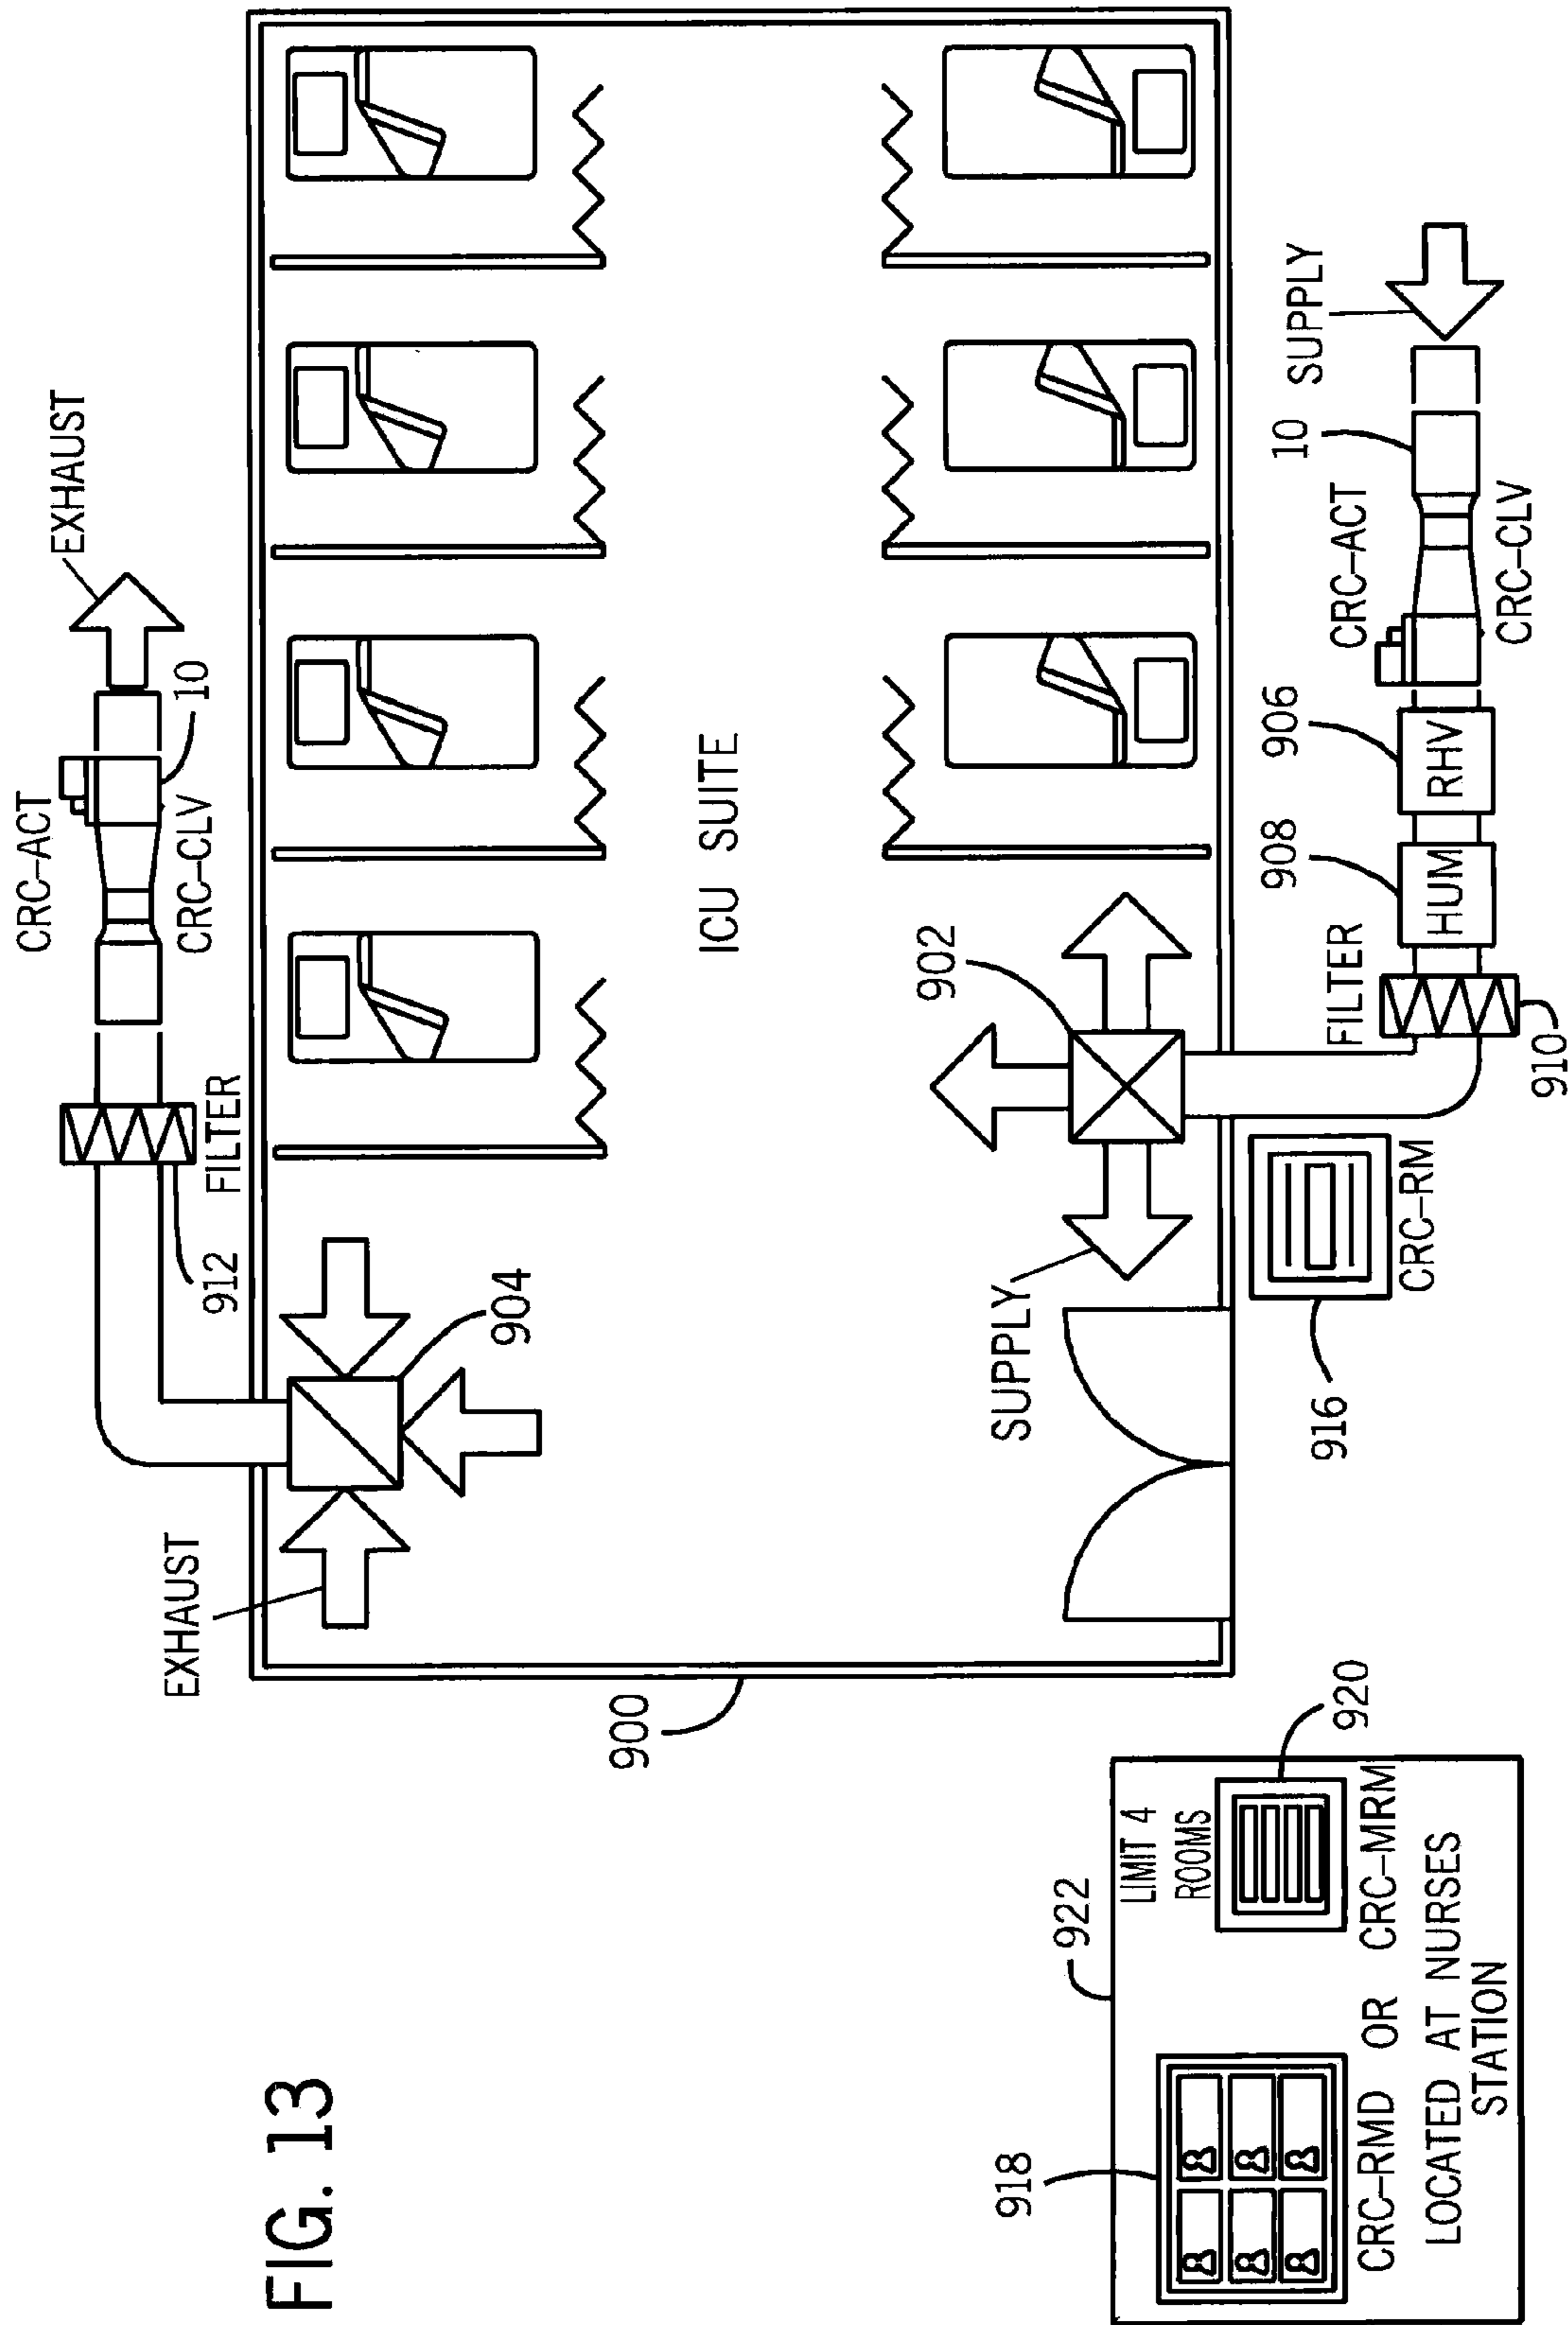 FIG. 13
EXHAUST
CRC-ACT
10
CRC-CLV
FILTER
912
EXHAUST
904
900
ICU SUITE
902
SUPPLY
SUPPLY
10
CRC-ACT
CRC-CLV
906
RHV
908
HUM
FILTER
910
CRC-RM
916
922
LIMIT 4
ROOMS
920
918
CRC-RMD OR CRC-MRM
LOCATED AT NURSES
STATION